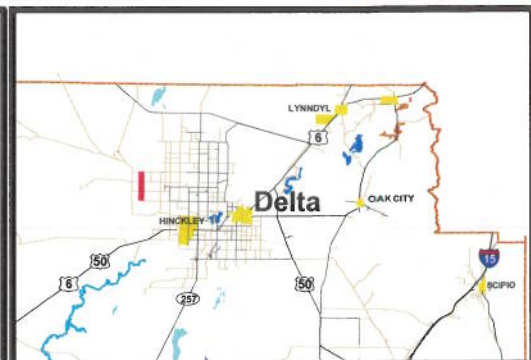 LYNNDYL
6
Delta
OAK CITY
HINCKLEY
50
6
257
50
15
SCIPIO